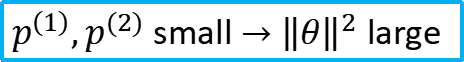 𝑝⁽¹⁾, 𝑝⁽²⁾ small → ‖𝜃‖² large